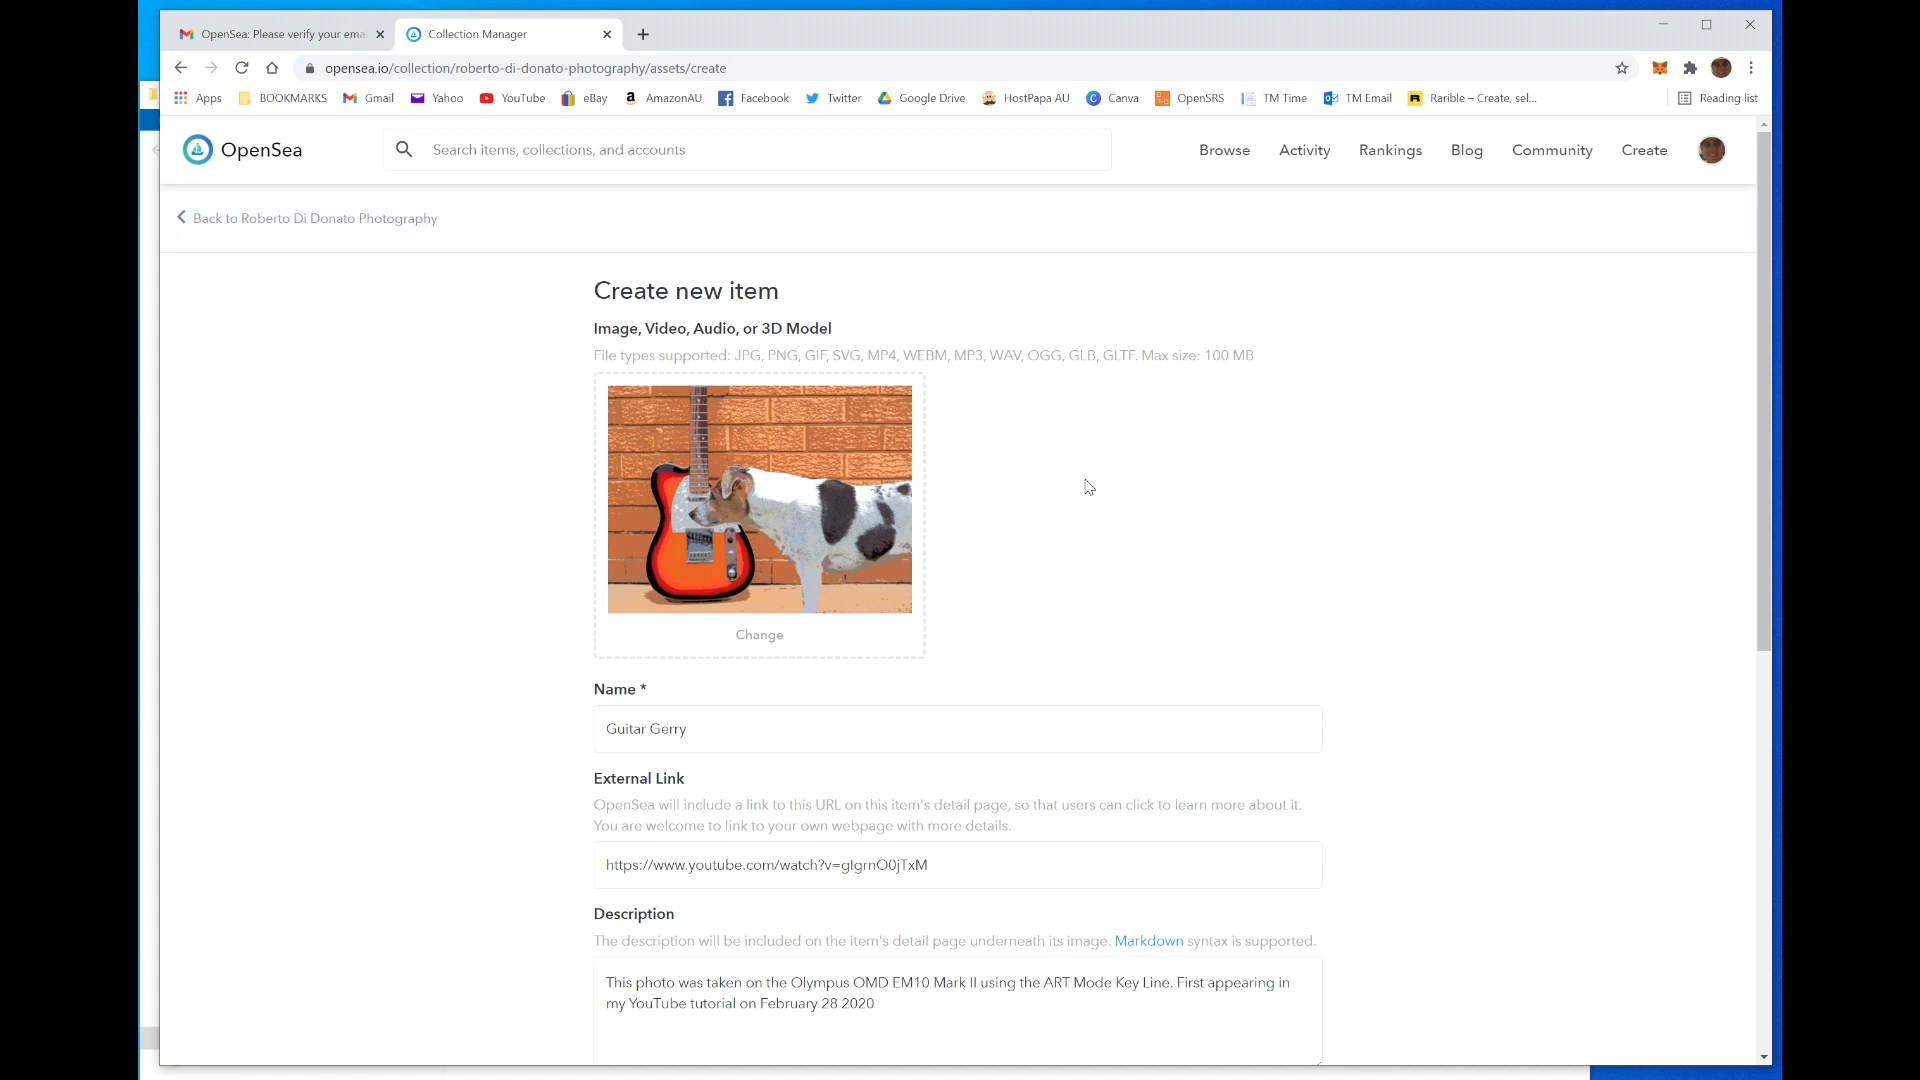 OpenSea: Please verify your ema
Collection Manager
opensea.io/collection/roberto-di-donato-photography/assets/create
Apps BOOKMARKS Gmail Yahoo YouTube eBay AmazonAU Facebook Twitter Google Drive HostPapa AU Canva OpenSRS TM Time TM Email Rarible – Create, sel... Reading list
OpenSea
Search items, collections, and accounts
Browse Activity Rankings Blog Community Create
Back to Roberto Di Donato Photography
Create new item
Image, Video, Audio, or 3D Model
File types supported: JPG, PNG, GIF, SVG, MP4, WEBM, MP3, WAV, OGG, GLB, GLTF. Max size: 100 MB
Change
Name *
Guitar Gerry
External Link
OpenSea will include a link to this URL on this item's detail page, so that users can click to learn more about it.
You are welcome to link to your own webpage with more details.
https://www.youtube.com/watch?v=glgrnO0jTxM
Description
The description will be included on the item's detail page underneath its image. Markdown syntax is supported.
This photo was taken on the Olympus OMD EM10 Mark II using the ART Mode Key Line. First appearing in
my YouTube tutorial on February 28 2020